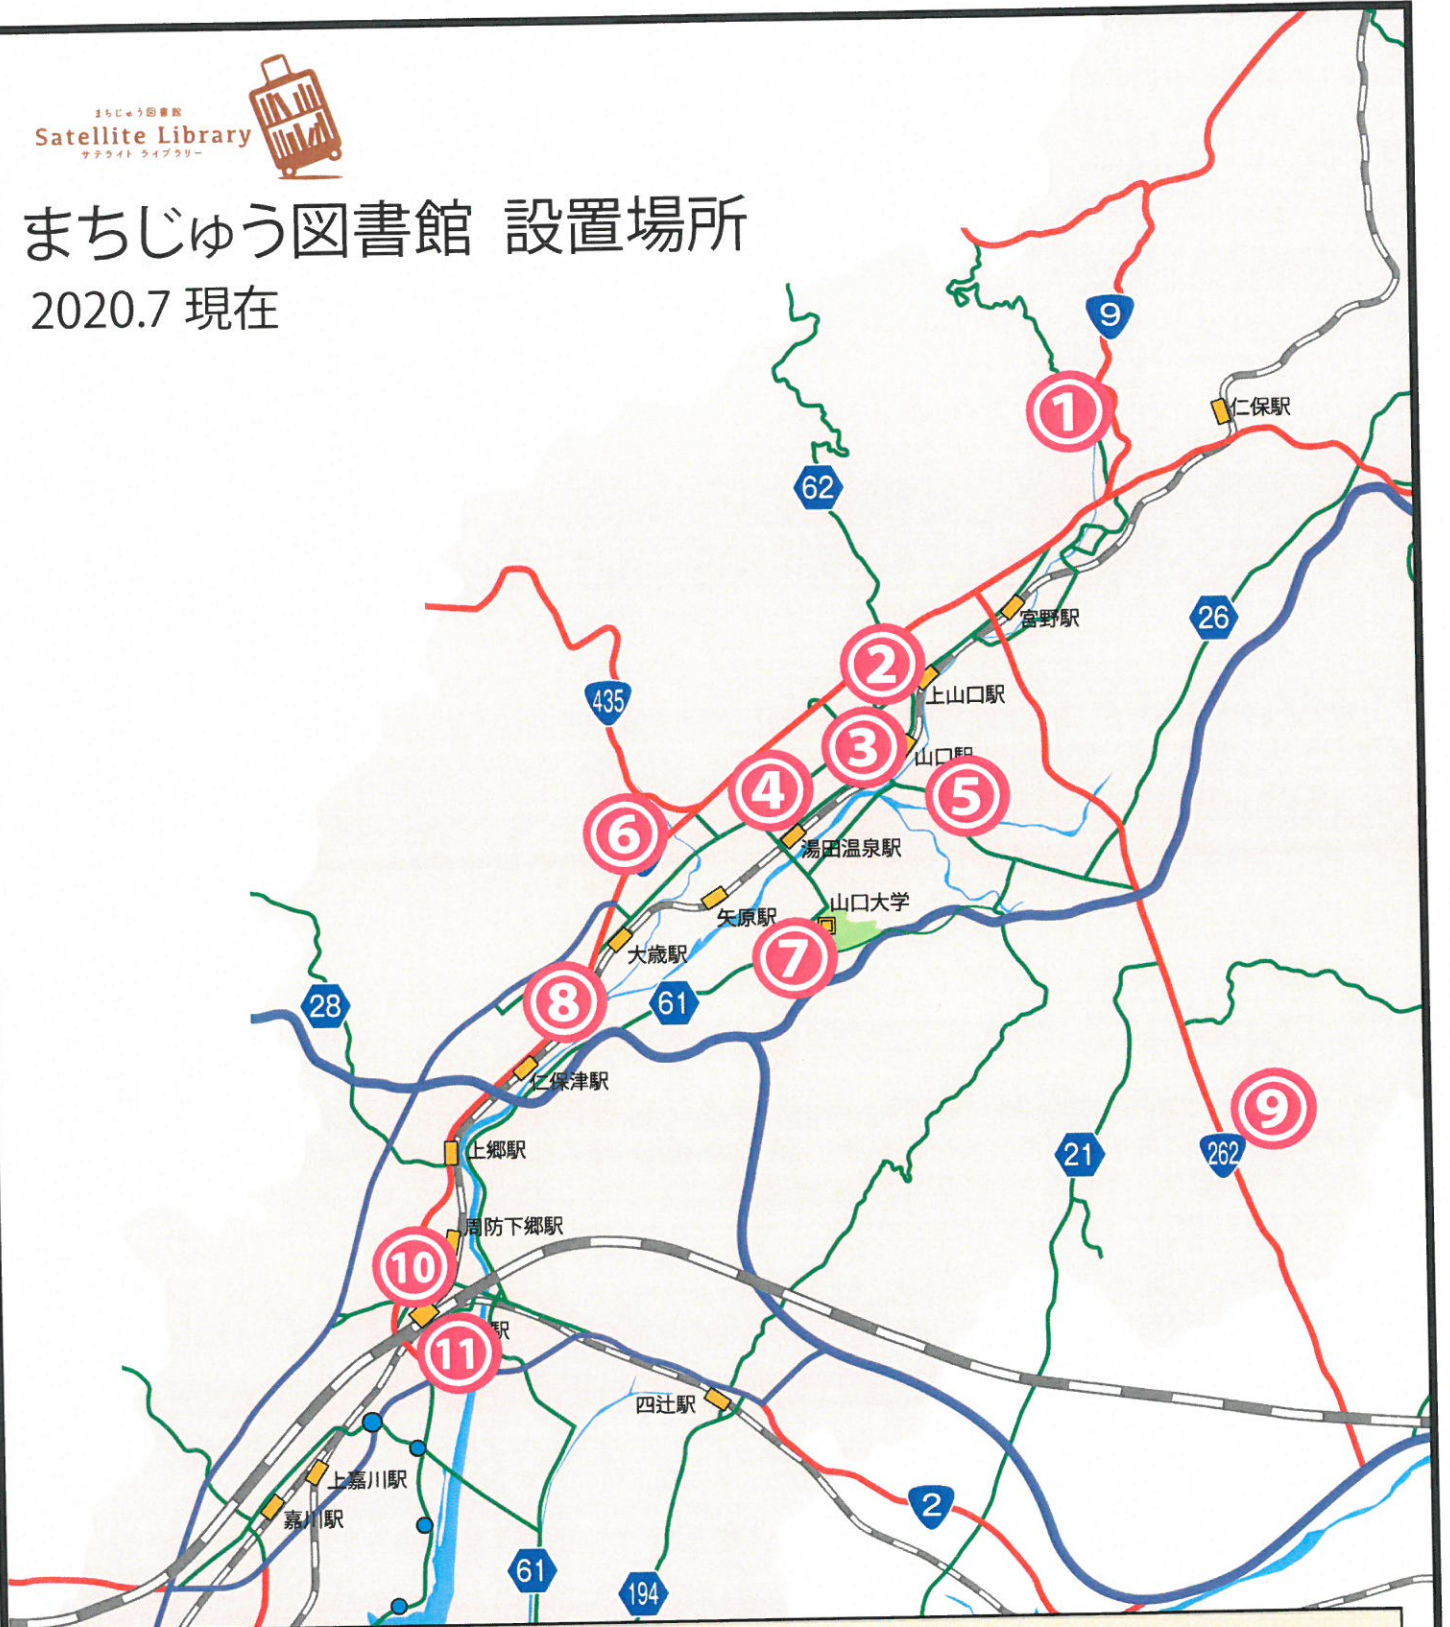 まちじゅう図書館
Satellite Library
サテライト ライブラリー
まちじゅう図書館 設置場所
2020.7 現在
9
①
仁保駅
62
宮野駅
26
②
上山口駅
435
③
山口駅
④
⑤
⑥
湯田温泉駅
山口大学
矢原駅
大歳駅
⑦
28
⑧
61
仁保津駅
⑨
上郷駅
21
262
周防下郷駅
⑩
駅
⑪
四辻駅
上嘉川駅
嘉川駅
2
61
194